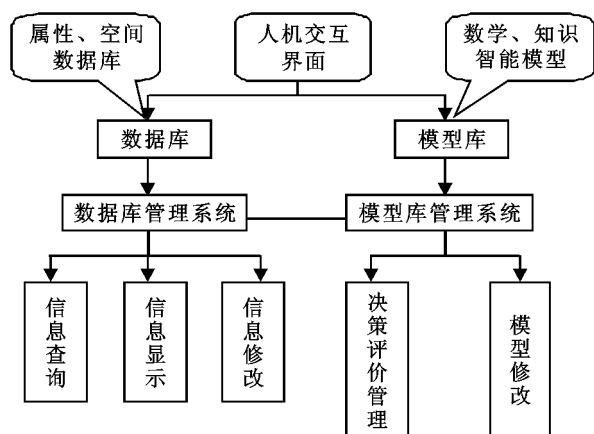 属性、空间
数据库
人机交互
界面
数学、知识
智能模型
数据库
模型库
数据库管理系统
模型库管理系统
信息查询
信息显示
信息修改
决策评价管理
模型修改